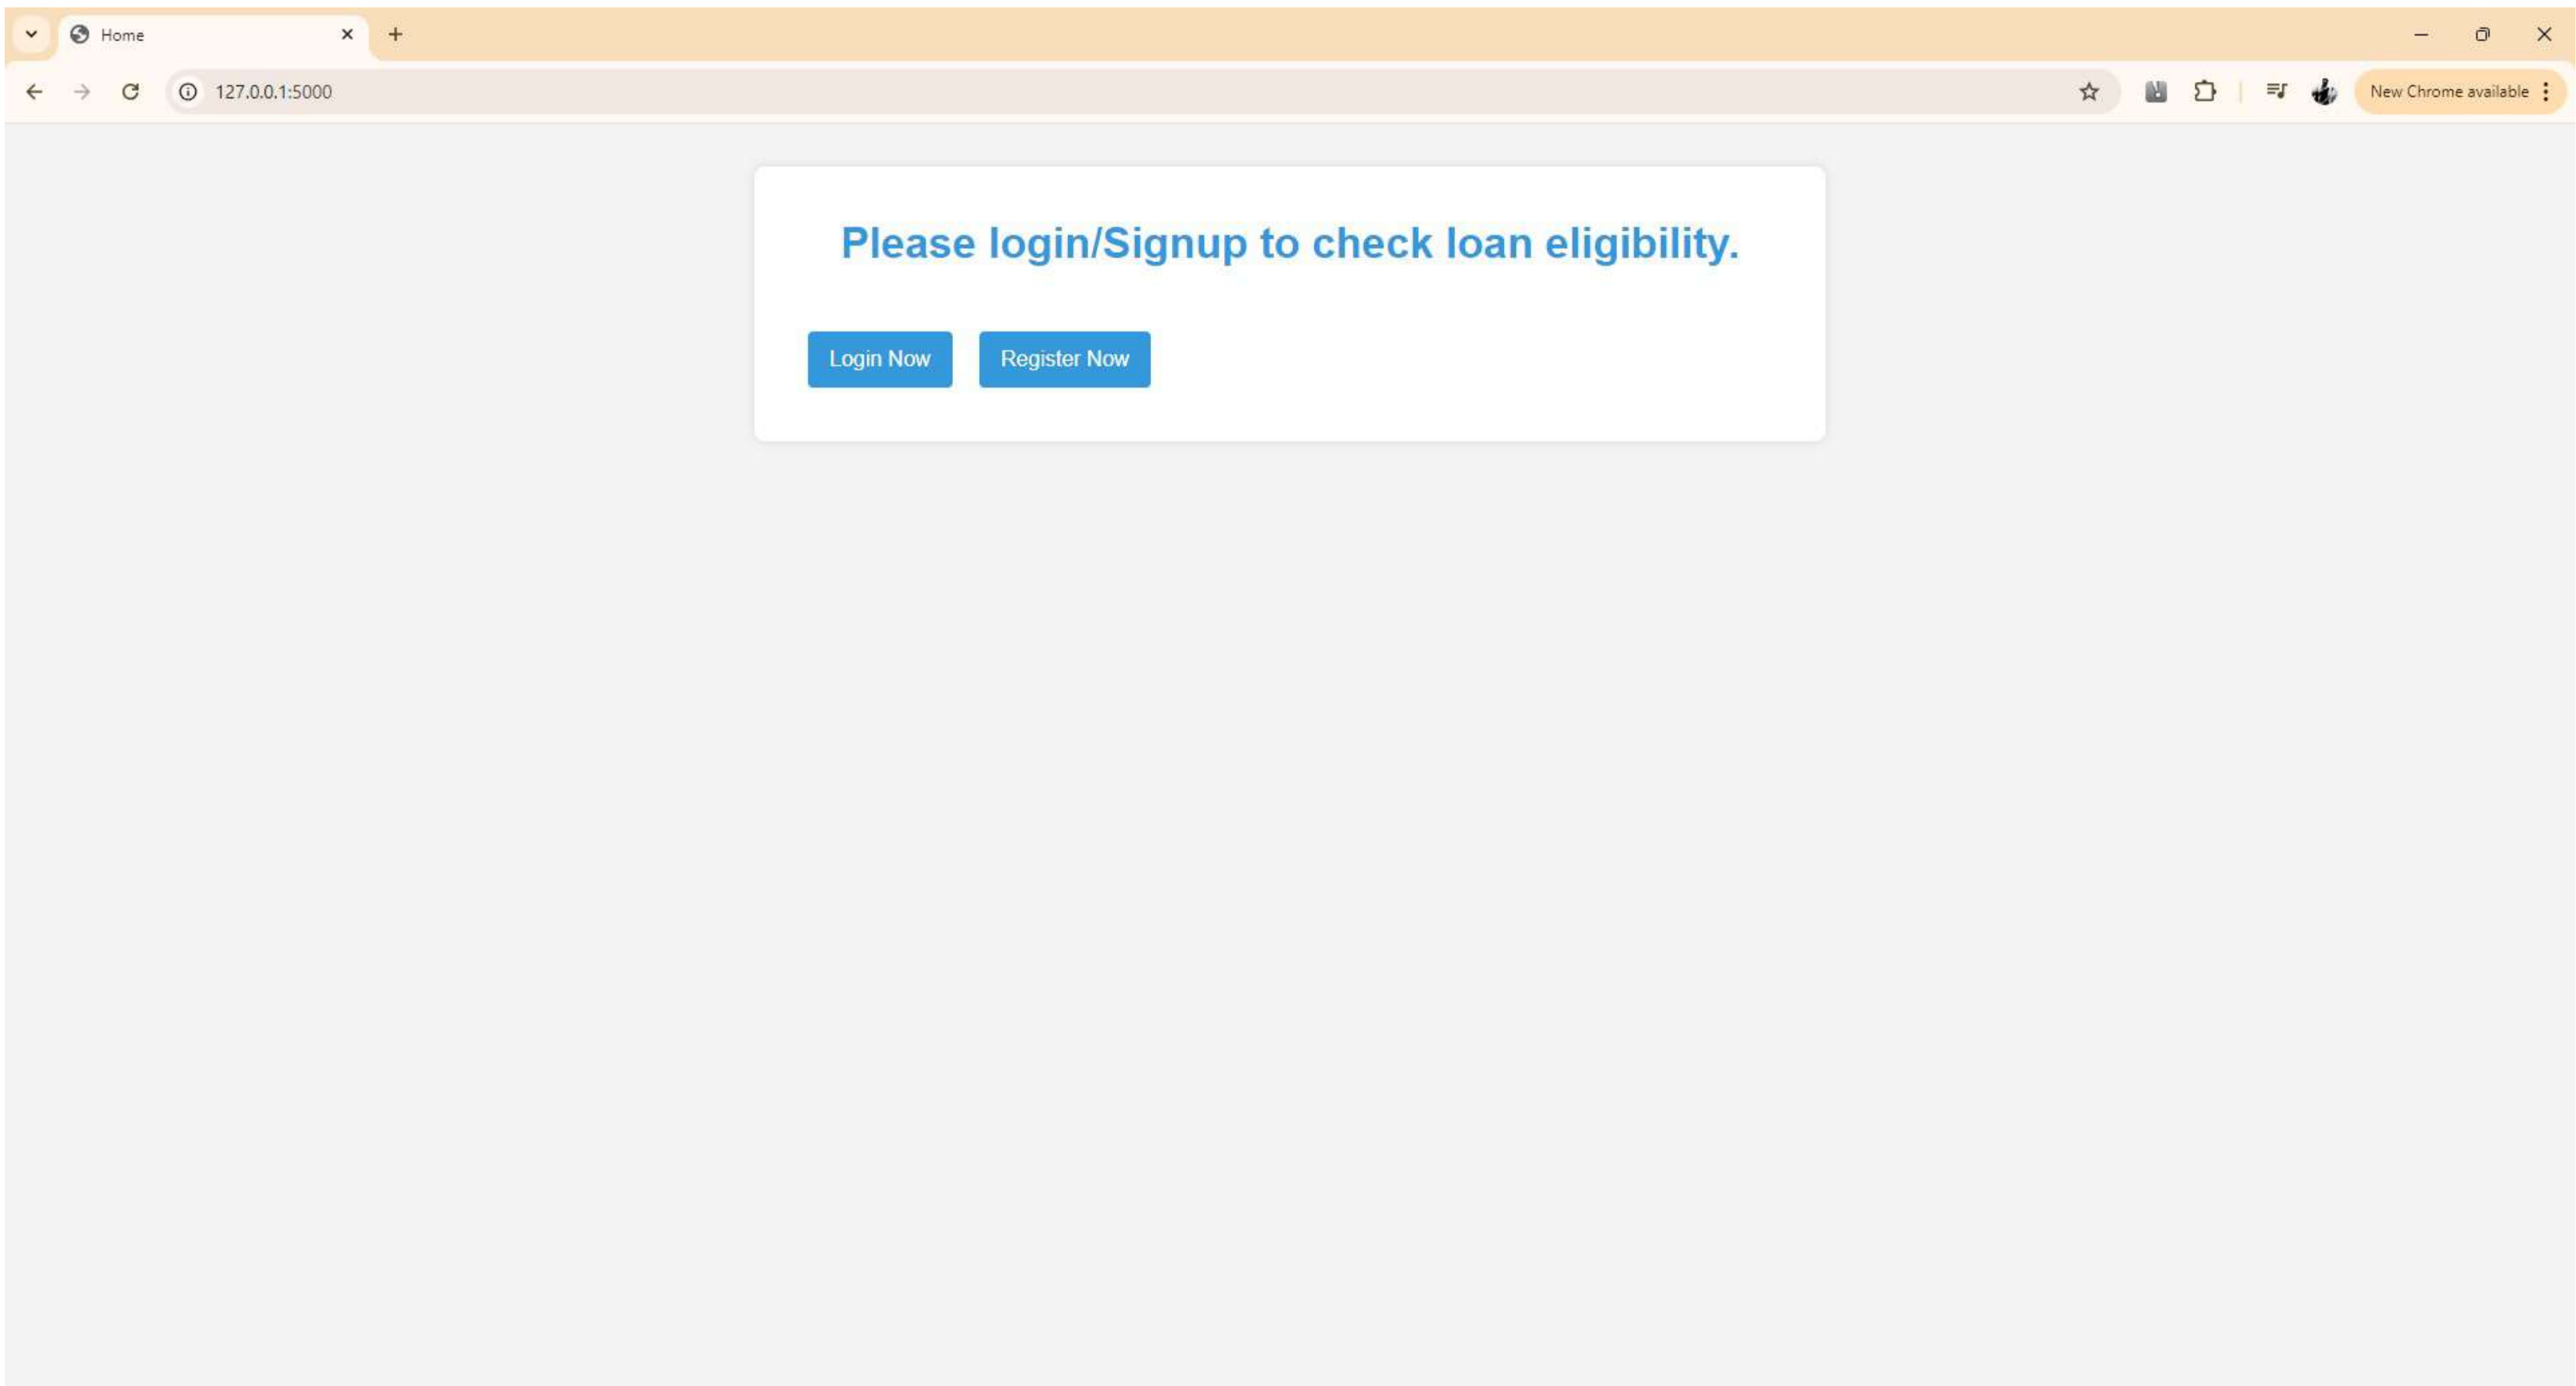 Home
127.0.0.1:5000
New Chrome available
Please login/Signup to check loan eligibility.
Login Now Register Now